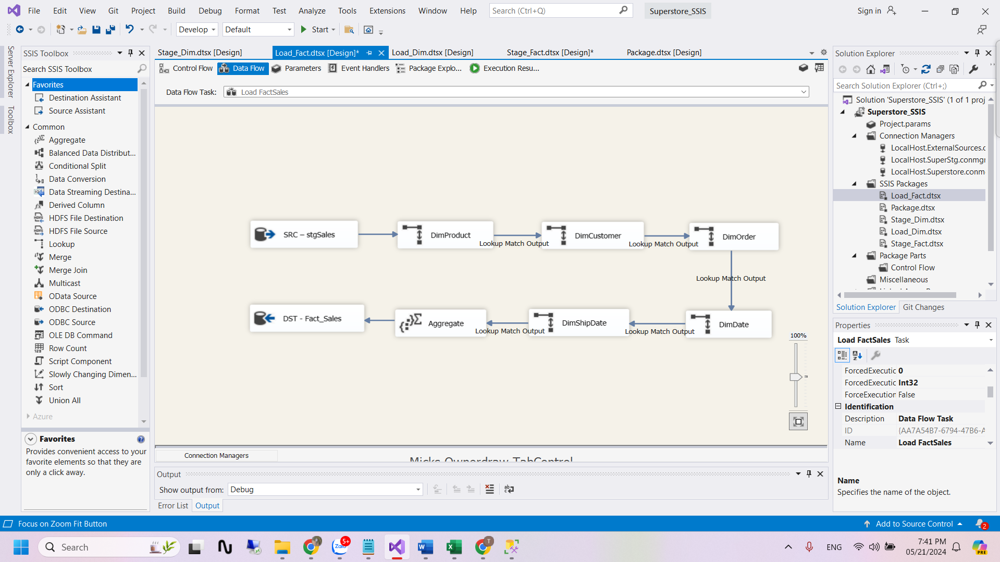 File Edit View Git Project Build Debug Format Test Analyze Tools Extensions Window Help Search (Ctrl+Q) Superstore_SSIS Sign in
Develop Default Start
Server Explorer
Toolbox
SSIS Toolbox
Search SSIS Toolbox
Favorites
Destination Assistant
Source Assistant
Common
Aggregate
Balanced Data Distribut...
Conditional Split
Data Conversion
Data Streaming Destina...
Derived Column
HDFS File Destination
HDFS File Source
Lookup
Merge
Merge Join
Multicast
OData Source
ODBC Destination
ODBC Source
OLE DB Command
Row Count
Script Component
Slowly Changing Dimen...
Sort
Union All
Azure
Favorites
Provides convenient access to your
favorite elements so that they are
only a click away.
Stage_Dim.dtsx [Design] Load_Fact.dtsx [Design]* Load_Dim.dtsx [Design] Stage_Fact.dtsx [Design]* Package.dtsx [Design]
Control Flow Data Flow Parameters Event Handlers Package Explo... Execution Resu...
Data Flow Task: Load FactSales
SRC – stgSales
DimProduct
Lookup Match Output
DimCustomer
Lookup Match Output
DimOrder
Lookup Match Output
DimDate
Lookup Match Output
DimShipDate
Lookup Match Output
Aggregate
DST - Fact_Sales
100%
Connection Managers
Micks Ownerdraw TabControl
Output
Show output from: Debug
Error List Output
Solution Explorer
Search Solution Explorer (Ctrl+;)
Solution 'Superstore_SSIS' (1 of 1 proj
Superstore_SSIS
Project.params
Connection Managers
LocalHost.ExternalSources.c
LocalHost.SuperStg.conmgr
LocalHost.Superstore.conm
SSIS Packages
Load_Fact.dtsx
Package.dtsx
Stage_Dim.dtsx
Load_Dim.dtsx
Stage_Fact.dtsx
Package Parts
Control Flow
Miscellaneous
Solution Explorer Git Changes
Properties
Load FactSales Task
ForcedExecutic 0
ForcedExecutic Int32
ForceExecution False
Identification
Description Data Flow Task
ID {AA7A54B7-6794-47B6-A
Name Load FactSales
Name
Specifies the name of the object.
Focus on Zoom Fit Button Add to Source Control 2
Search 5+ Zalo T ENG 7:41 PM
05/21/2024 PRE